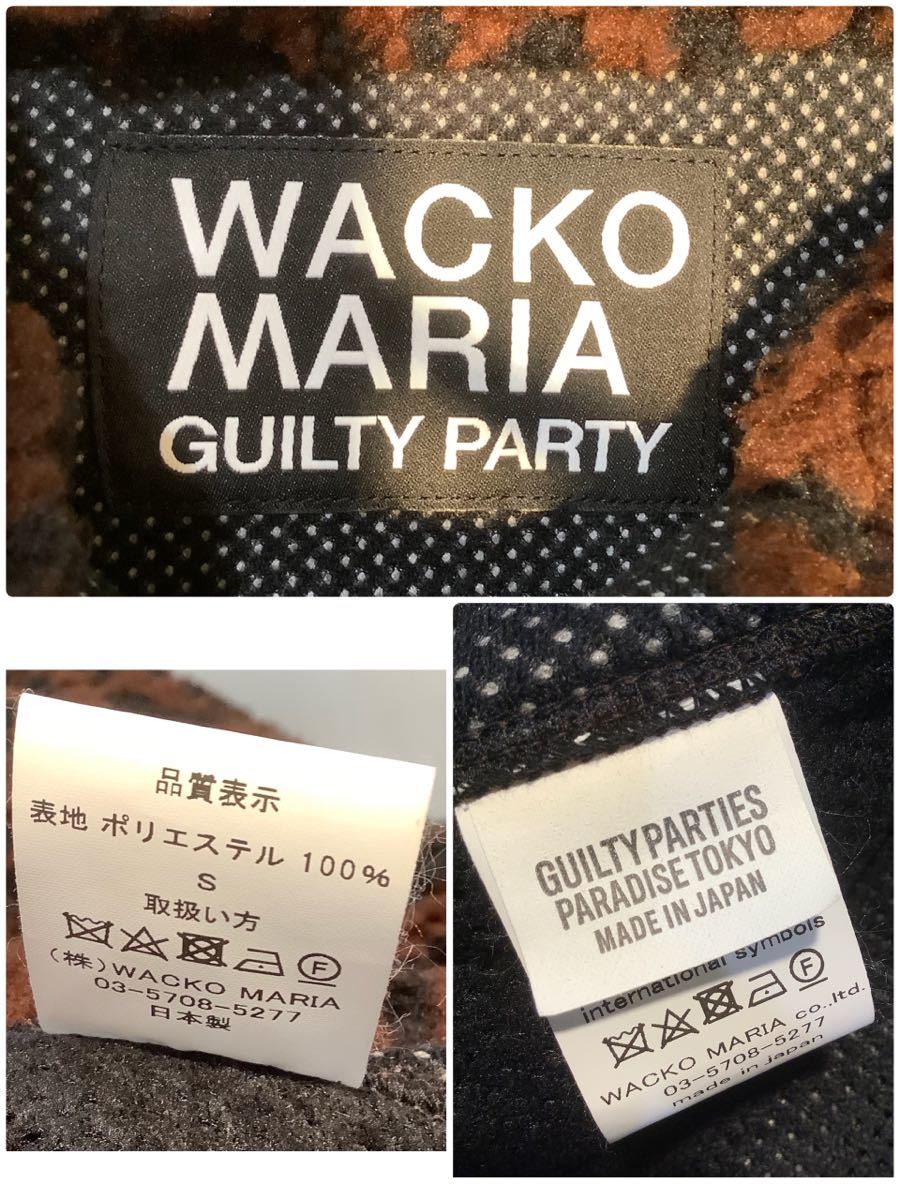 WACKO
MARIA
GUILTY PARTY
品質表示
表地 ポリエステル 100%
S
取扱い方
F
(株)WACKO MARIA
03-5708-5277
日本製
GUILTYPARTIES
PARADISE TOKYO
MADE IN JAPAN
international symbols
F
WACKO MARIA co.,ltd.
03-5708-5277
made in japan